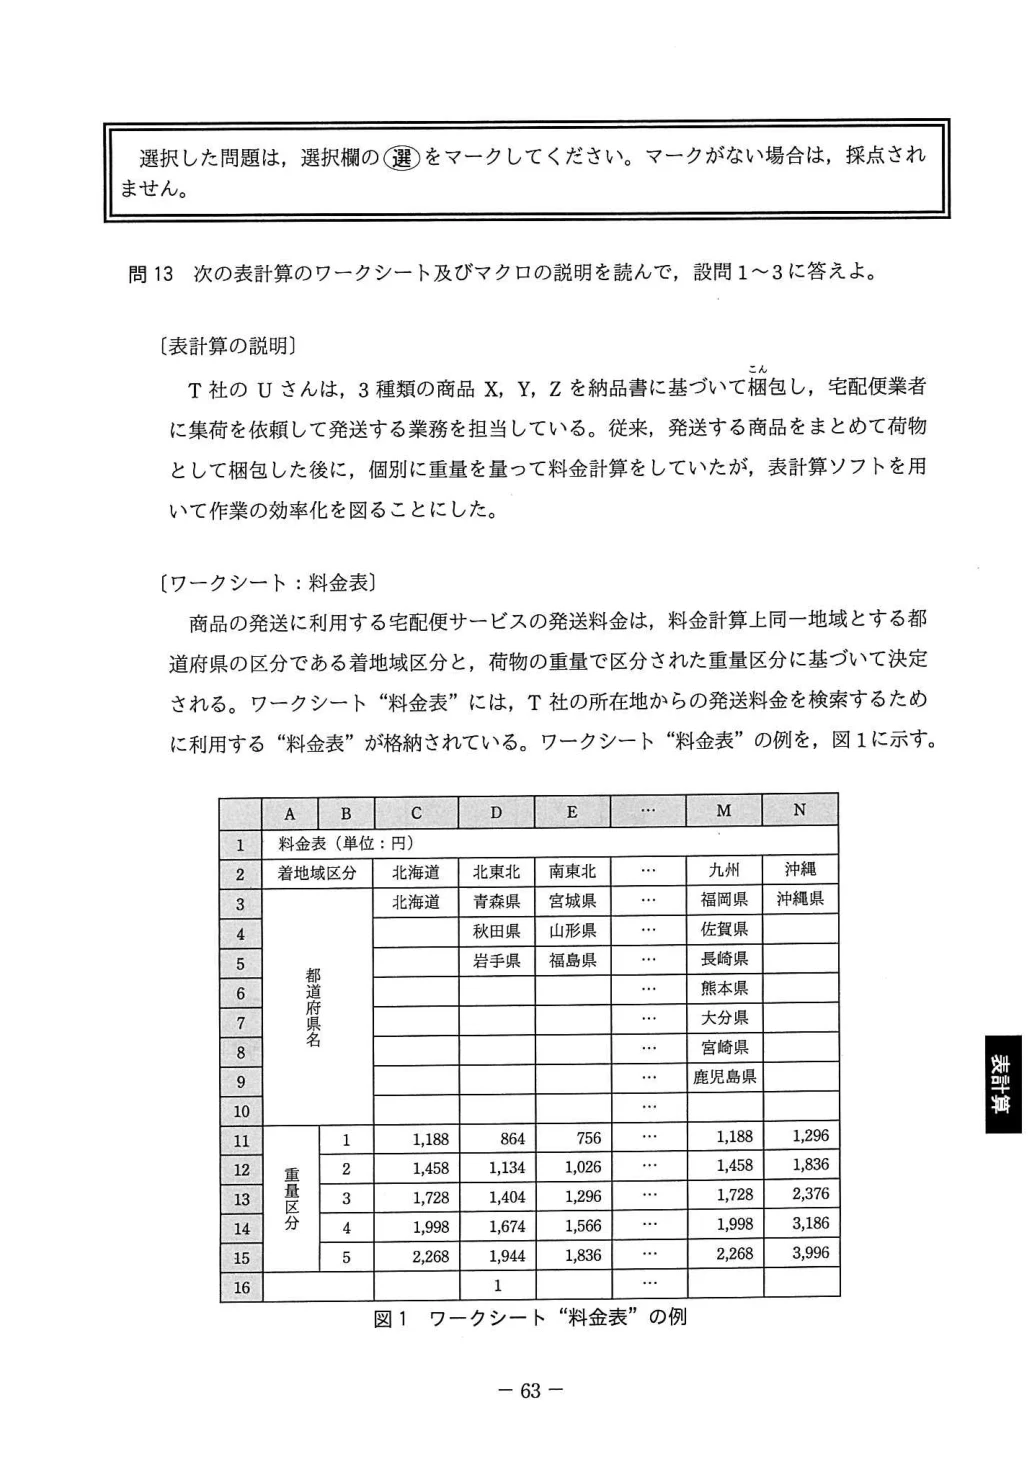 選択した問題は，選択欄の㊟をマークしてください。マークがない場合は，採点され
ません。
問 13　次の表計算のワークシート及びマクロの説明を読んで，設問 1～3 に答えよ。
〔表計算の説明〕
こん
T 社の U さんは，3 種類の商品 X，Y，Z を納品書に基づいて梱包し，宅配便業者
に集荷を依頼して発送する業務を担当している。従来，発送する商品をまとめて荷物
として梱包した後に，個別に重量を量って料金計算をしていたが，表計算ソフトを用
いて作業の効率化を図ることにした。
〔ワークシート：料金表〕
商品の発送に利用する宅配便サービスの発送料金は，料金計算上同一地域とする都
道府県の区分である着地域区分と，荷物の重量で区分された重量区分に基づいて決定
される。ワークシート“料金表”には，T 社の所在地からの発送料金を検索するため
に利用する“料金表”が格納されている。ワークシート“料金表”の例を，図 1 に示す。
A B C D E … M N
1 料金表（単位：円）
2 着地域区分 北海道 北東北 南東北 … 九州 沖縄
3 北海道 青森県 宮城県 … 福岡県 沖縄県
4 秋田県 山形県 … 佐賀県
5 岩手県 福島県 … 長崎県
6 … 熊本県
7 … 大分県
8 … 宮崎県
9 … 鹿児島県
10 …
都道府県名
11 1 1,188 864 756 … 1,188 1,296
12 2 1,458 1,134 1,026 … 1,458 1,836
13 3 1,728 1,404 1,296 … 1,728 2,376
14 4 1,998 1,674 1,566 … 1,998 3,186
15 5 2,268 1,944 1,836 … 2,268 3,996
重量区分
16 1 …
図 1　ワークシート“料金表”の例
表計算
－ 63 －